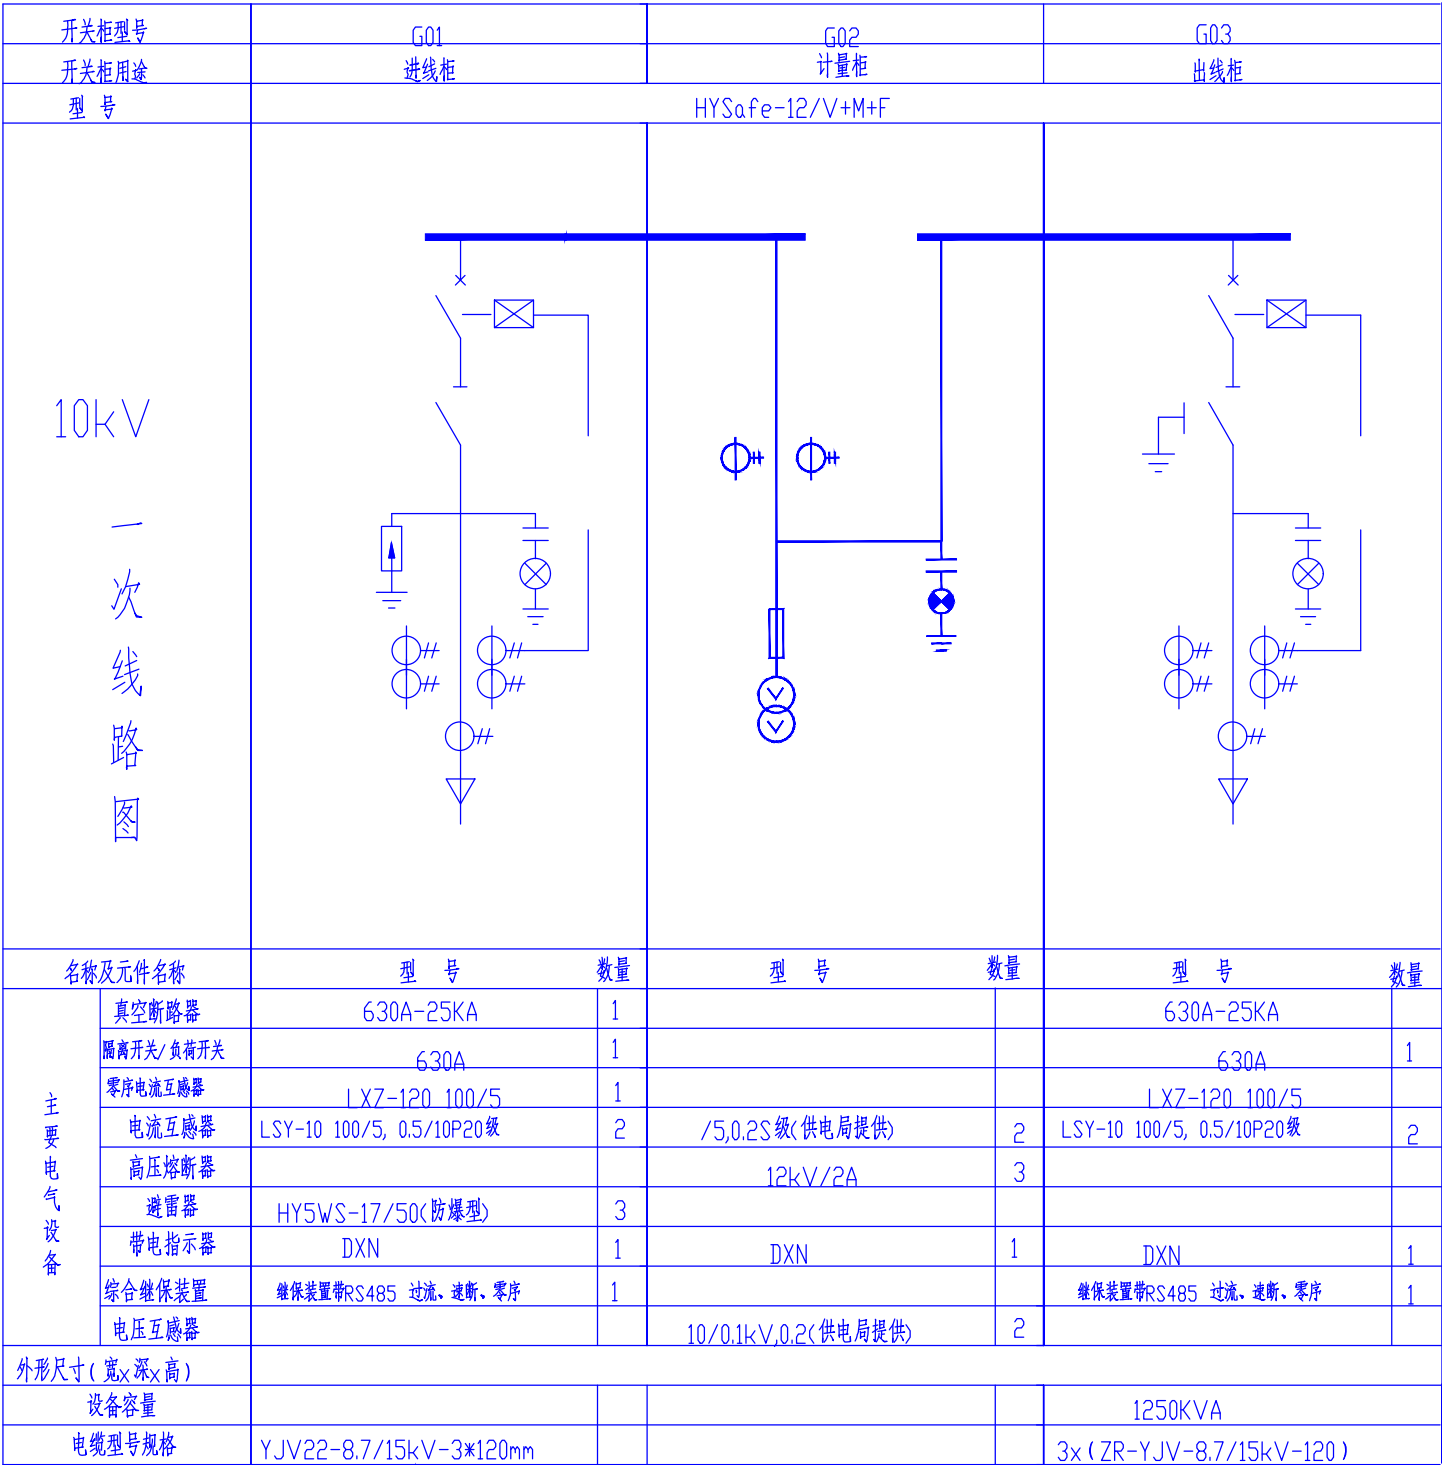 开关柜型号 G01 G02 G03
开关柜用途 进线柜 计量柜 出线柜
型 号 HYSafe-12/V+M+F
10kV
一
次
线
路
图
名称及元件名称 型 号 数量 型 号 数量 型 号 数量
主要电气设备
真空断路器 630A-25KA 1 630A-25KA
隔离开关/负荷开关 630A 1 630A 1
零序电流互感器 LXZ-120 100/5 1 LXZ-120 100/5
电流互感器 LSY-10 100/5, 0.5/10P20级 2 /5,0.2S级(供电局提供) 2 LSY-10 100/5, 0.5/10P20级 2
高压熔断器 12kV/2A 3
避雷器 HY5WS-17/50(防爆型) 3
带电指示器 DXN 1 DXN 1 DXN 1
综合继保装置 继保装置带RS485 过流、速断、零序 1 继保装置带RS485 过流、速断、零序 1
电压互感器 10/0.1kV,0.2(供电局提供) 2
外形尺寸(宽x深x高)
设备容量 1250KVA
电缆型号规格 YJV22-8.7/15kV-3*120mm 3x(ZR-YJV-8.7/15kV-120)